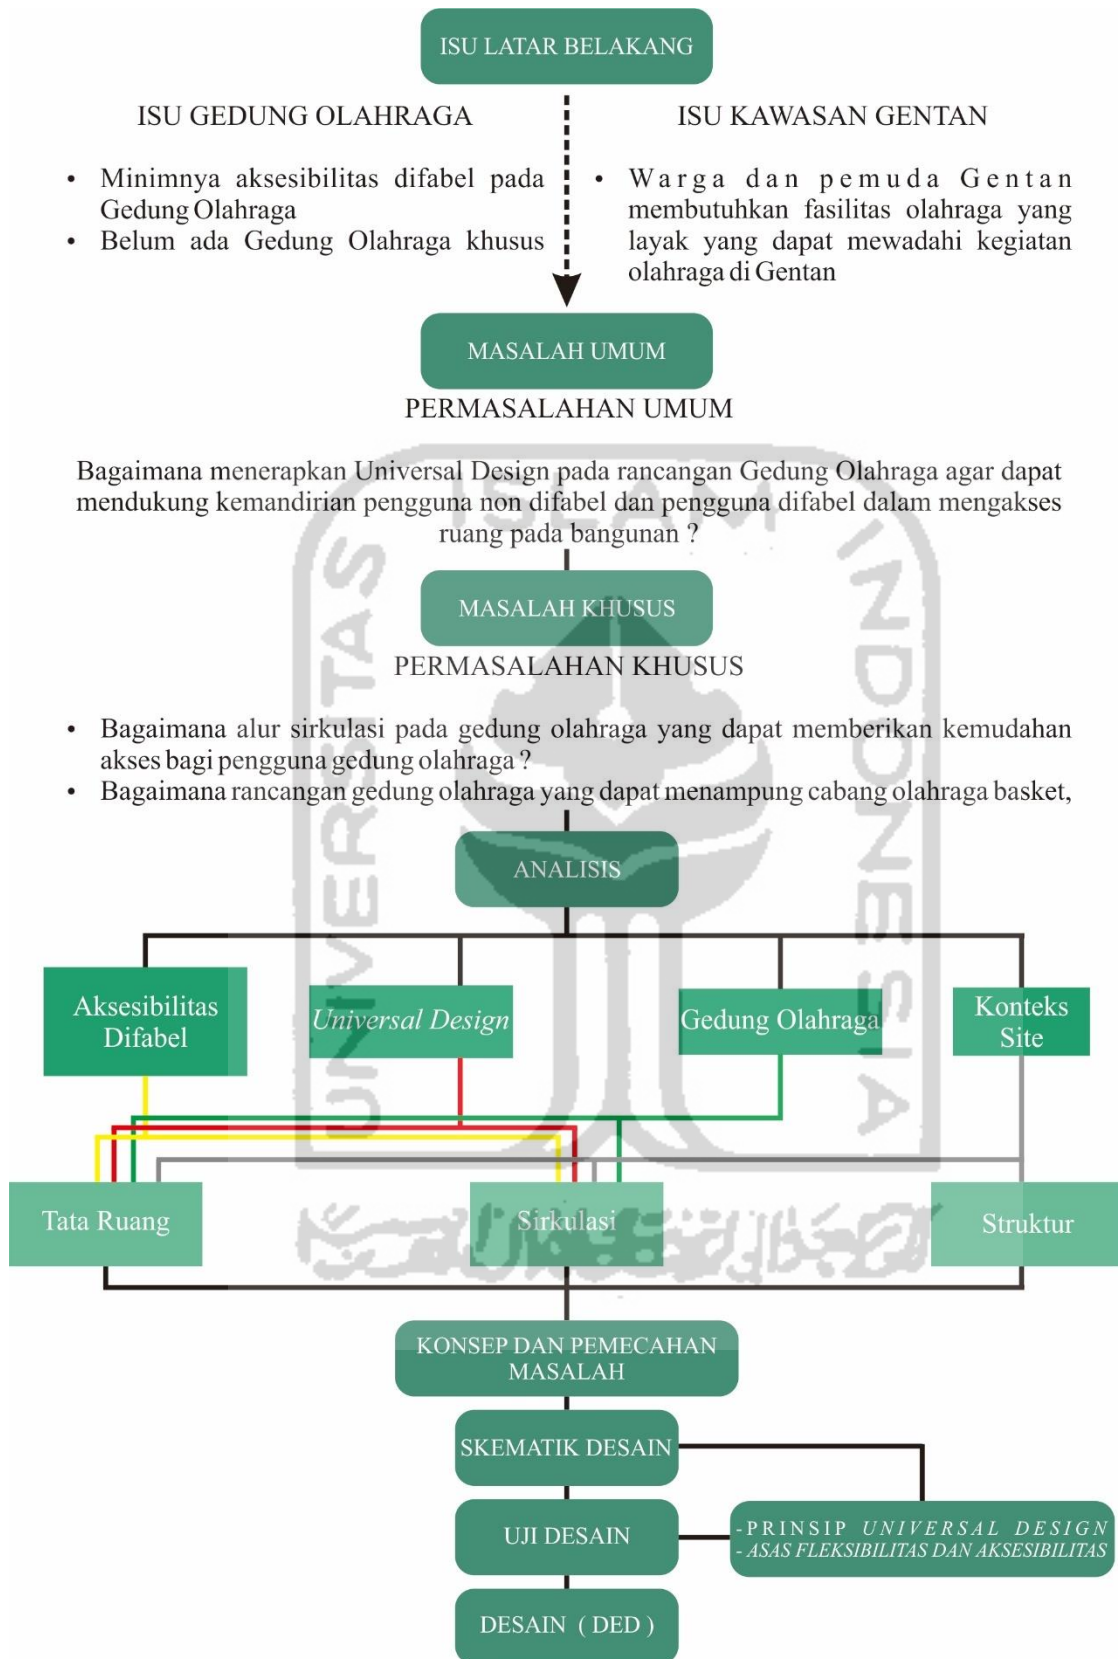 ISU LATAR BELAKANG
ISU GEDUNG OLAHRAGA
• Minimnya aksesibilitas difabel pada
Gedung Olahraga
• Belum ada Gedung Olahraga khusus
ISU KAWASAN GENTAN
• Warga dan pemuda Gentan
membutuhkan fasilitas olahraga yang
layak yang dapat mewadahi kegiatan
olahraga di Gentan
MASALAH UMUM
PERMASALAHAN UMUM
Bagaimana menerapkan Universal Design pada rancangan Gedung Olahraga agar dapat
mendukung kemandirian pengguna non difabel dan pengguna difabel dalam mengakses
ruang pada bangunan ?
MASALAH KHUSUS
PERMASALAHAN KHUSUS
• Bagaimana alur sirkulasi pada gedung olahraga yang dapat memberikan kemudahan
akses bagi pengguna gedung olahraga ?
• Bagaimana rancangan gedung olahraga yang dapat menampung cabang olahraga basket,
ANALISIS
Aksesibilitas
Difabel
Universal Design
Gedung Olahraga
Konteks
Site
Tata Ruang
Sirkulasi
Struktur
KONSEP DAN PEMECAHAN
MASALAH
SKEMATIK DESAIN
UJI DESAIN
-PRINSIP UNIVERSAL DESIGN
- ASAS FLEKSIBILITAS DAN AKSESIBILITAS
DESAIN ( DED )
UNIVERSITAS
ISLAM
INDONESIA